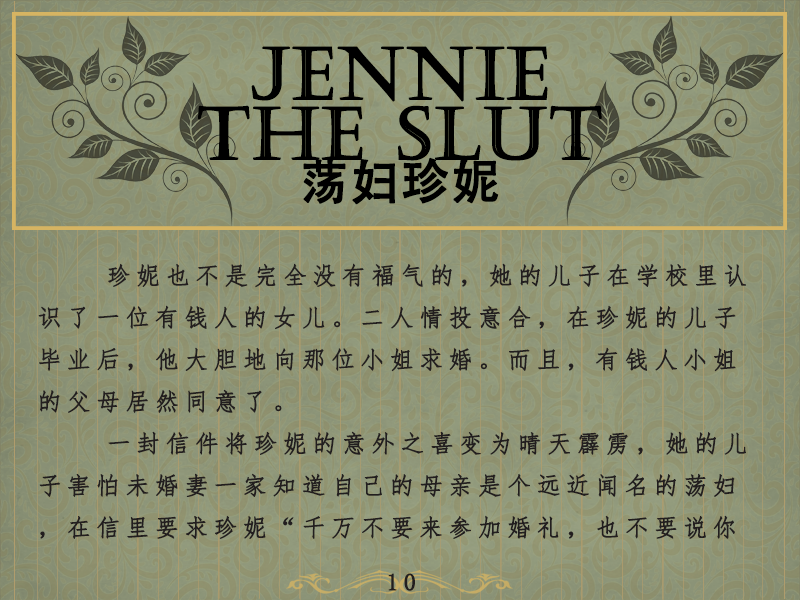 JENNIE
THE SLUT
荡妇珍妮
珍妮也不是完全没有福气的，她的儿子在学校里认
识了一位有钱人的女儿。二人情投意合，在珍妮的儿子
毕业后，他大胆地向那位小姐求婚。而且，有钱人小姐
的父母居然同意了。
一封信件将珍妮的意外之喜变为晴天霹雳，她的儿
子害怕未婚妻一家知道自己的母亲是个远近闻名的荡妇
，在信里要求珍妮“千万不要来参加婚礼，也不要说你
10